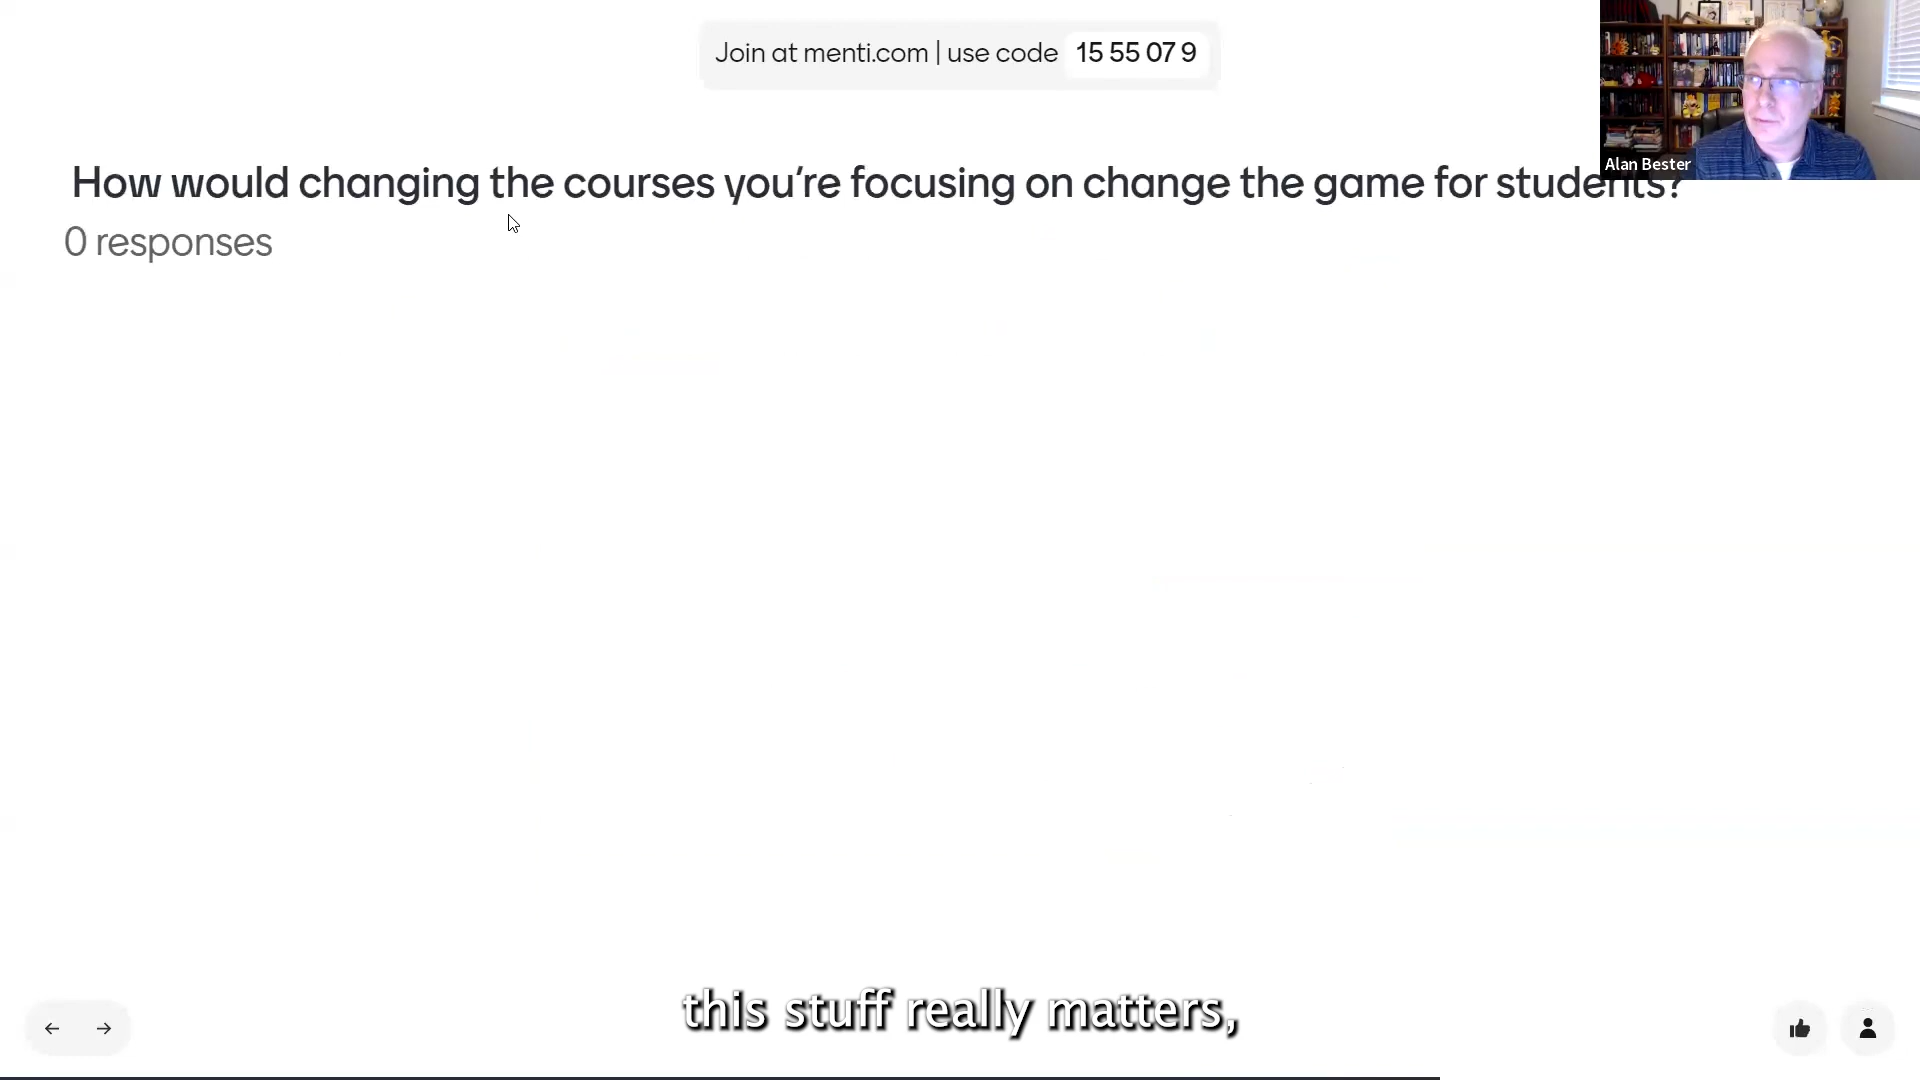 Join at menti.com | use code 15 55 07 9
How would changing the courses you're focusing on change the game for students?
0 responses
Alan Bester
this stuff really matters,